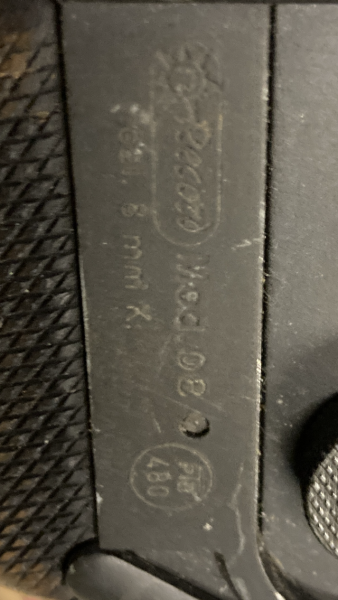 Record
Mod. 08
Cal. 8 mm K.
PTB
480